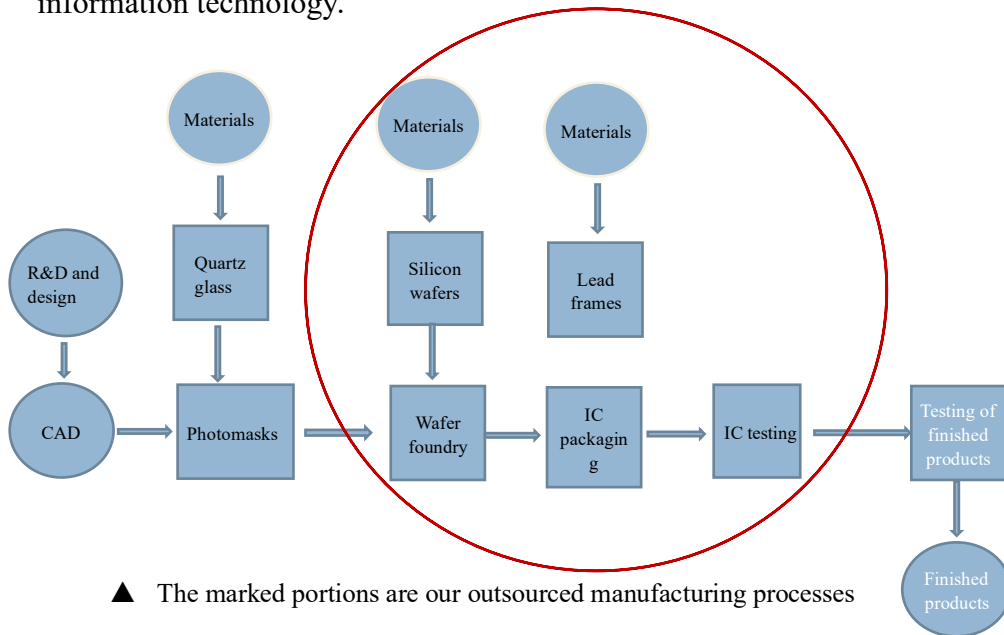 information technology.
Materials
Materials
Materials
Quartz
glass
Silicon
wafers
Lead
frames
R&D and
design
CAD
Photomasks
Wafer
foundry
IC
packagin
g
IC testing
Testing of
finished
products
Finished
products
▲ The marked portions are our outsourced manufacturing processes